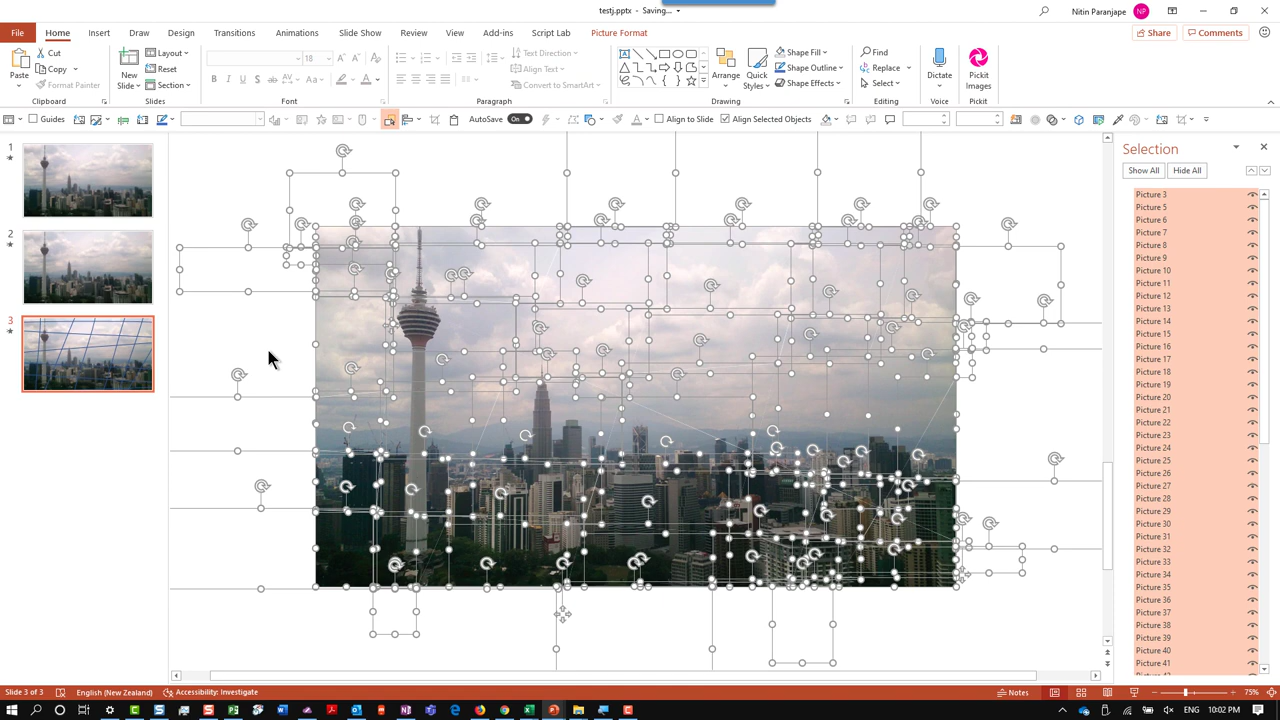 testj.pptx - Saving...
Nitin Paranjape
NP
File
Home
Insert
Draw
Design
Transitions
Animations
Slide Show
Review
View
Add-ins
Script Lab
Picture Format
Share
Comments
Paste
Cut
Copy
Format Painter
Clipboard
New
Slide
Layout
Reset
Section
Slides
18
Font
Text Direction
Align Text
Convert to SmartArt
Paragraph
Arrange
Quick
Styles
Shape Fill
Shape Outline
Shape Effects
Drawing
Find
Replace
Select
Editing
Dictate
Voice
Pickit
Images
Pickit
Guides
AutoSave
On
Align to Slide
Align Selected Objects
1
2
3
Selection
Show All
Hide All
Picture 3
Picture 5
Picture 6
Picture 7
Picture 8
Picture 9
Picture 10
Picture 11
Picture 12
Picture 13
Picture 14
Picture 15
Picture 16
Picture 17
Picture 18
Picture 19
Picture 20
Picture 21
Picture 22
Picture 23
Picture 24
Picture 25
Picture 26
Picture 27
Picture 28
Picture 29
Picture 30
Picture 31
Picture 32
Picture 33
Picture 34
Picture 35
Picture 36
Picture 37
Picture 38
Picture 39
Picture 40
Picture 41
Slide 3 of 3
English (New Zealand)
Accessibility: Investigate
Notes
75%
ENG
10:02 PM